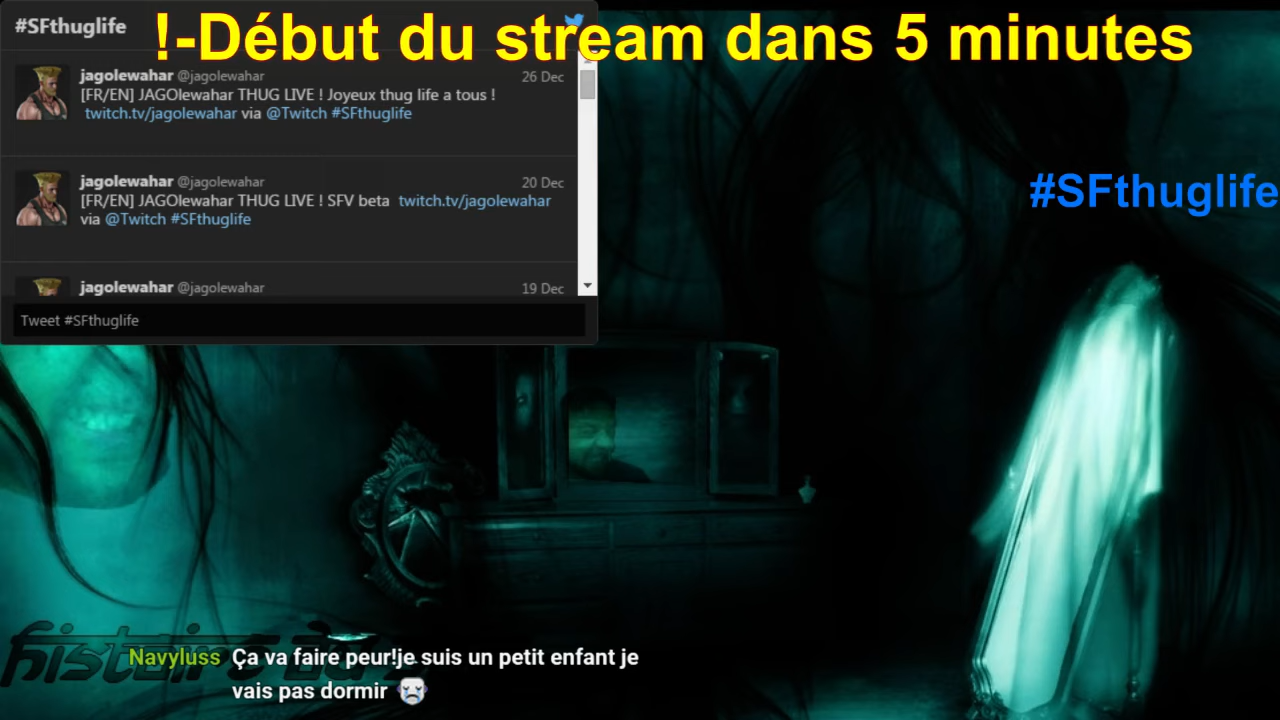 !-Début du stream dans 5 minutes
#SFthuglife
jagolewahar @jagolewahar 26 Dec
[FR/EN] JAGOlewahar THUG LIVE ! Joyeux thug life a tous !
twitch.tv/jagolewahar via @Twitch #SFthuglife
jagolewahar @jagolewahar 20 Dec
[FR/EN] JAGOlewahar THUG LIVE ! SFV beta twitch.tv/jagolewahar
via @Twitch #SFthuglife
jagolewahar @jagolewahar 19 Dec
Tweet #SFthuglife
#SFthuglife
histoire
Navyluss Ça va faire peur!je suis un petit enfant je
vais pas dormir